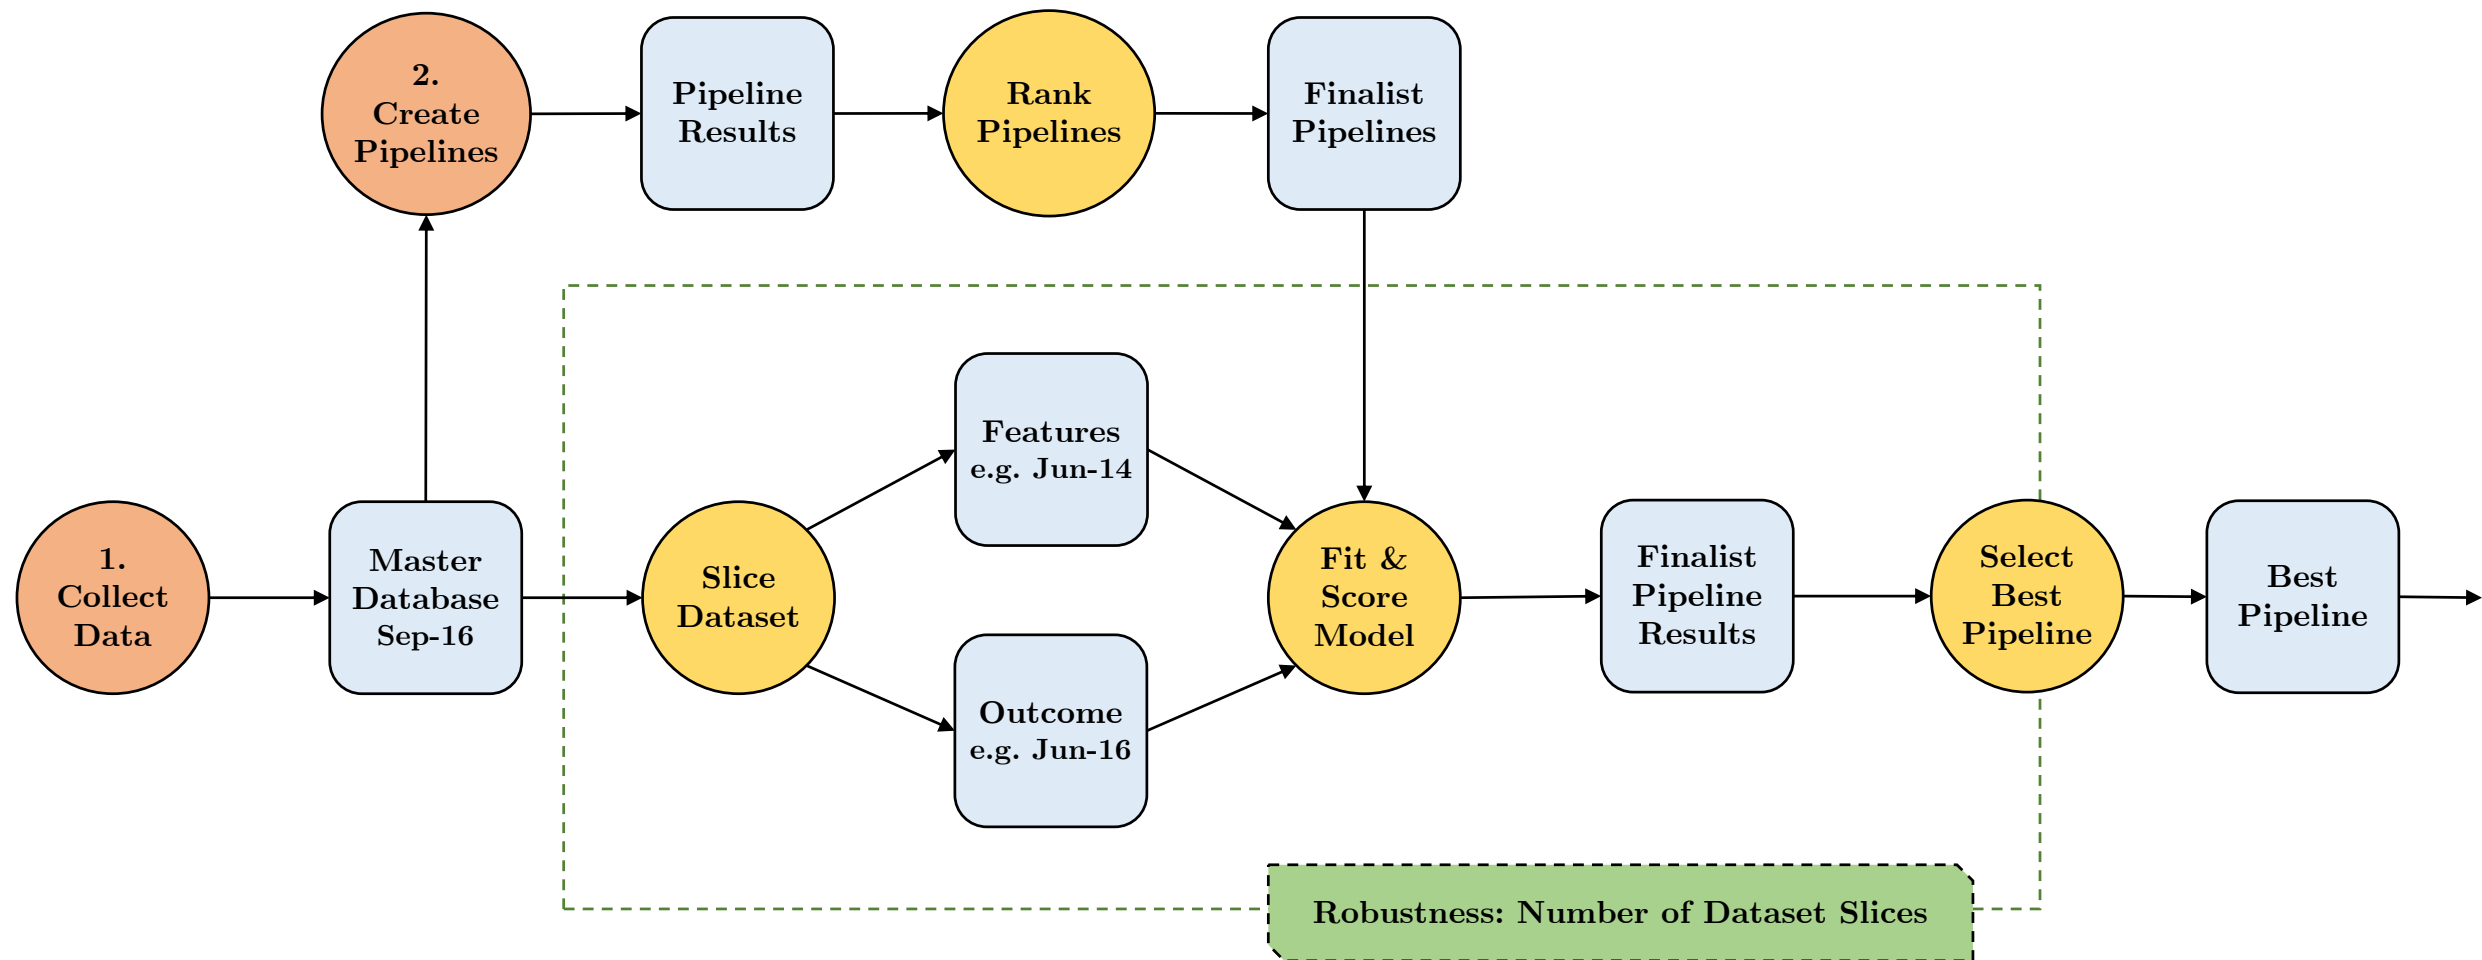 2.
Create
Pipelines
Pipeline
Results
Rank
Pipelines
Finalist
Pipelines
1.
Collect
Data
Master
Database
Sep-16
Slice
Dataset
Features
e.g. Jun-14
Outcome
e.g. Jun-16
Fit &
Score
Model
Finalist
Pipeline
Results
Select
Best
Pipeline
Best
Pipeline
Robustness: Number of Dataset Slices